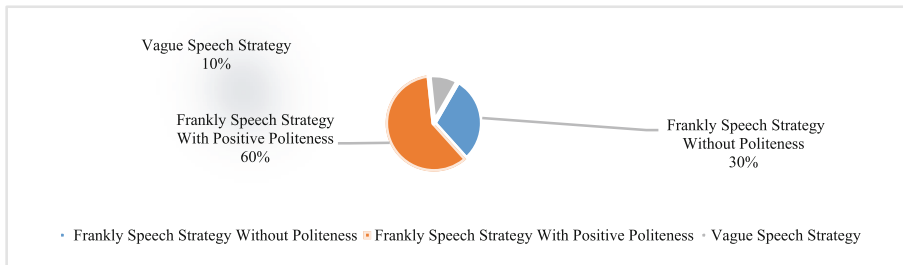 Vague Speech Strategy
10%
Frankly Speech Strategy
With Positive Politeness
60%
Frankly Speech Strategy
Without Politeness
30%
Frankly Speech Strategy Without Politeness Frankly Speech Strategy With Positive Politeness Vague Speech Strategy